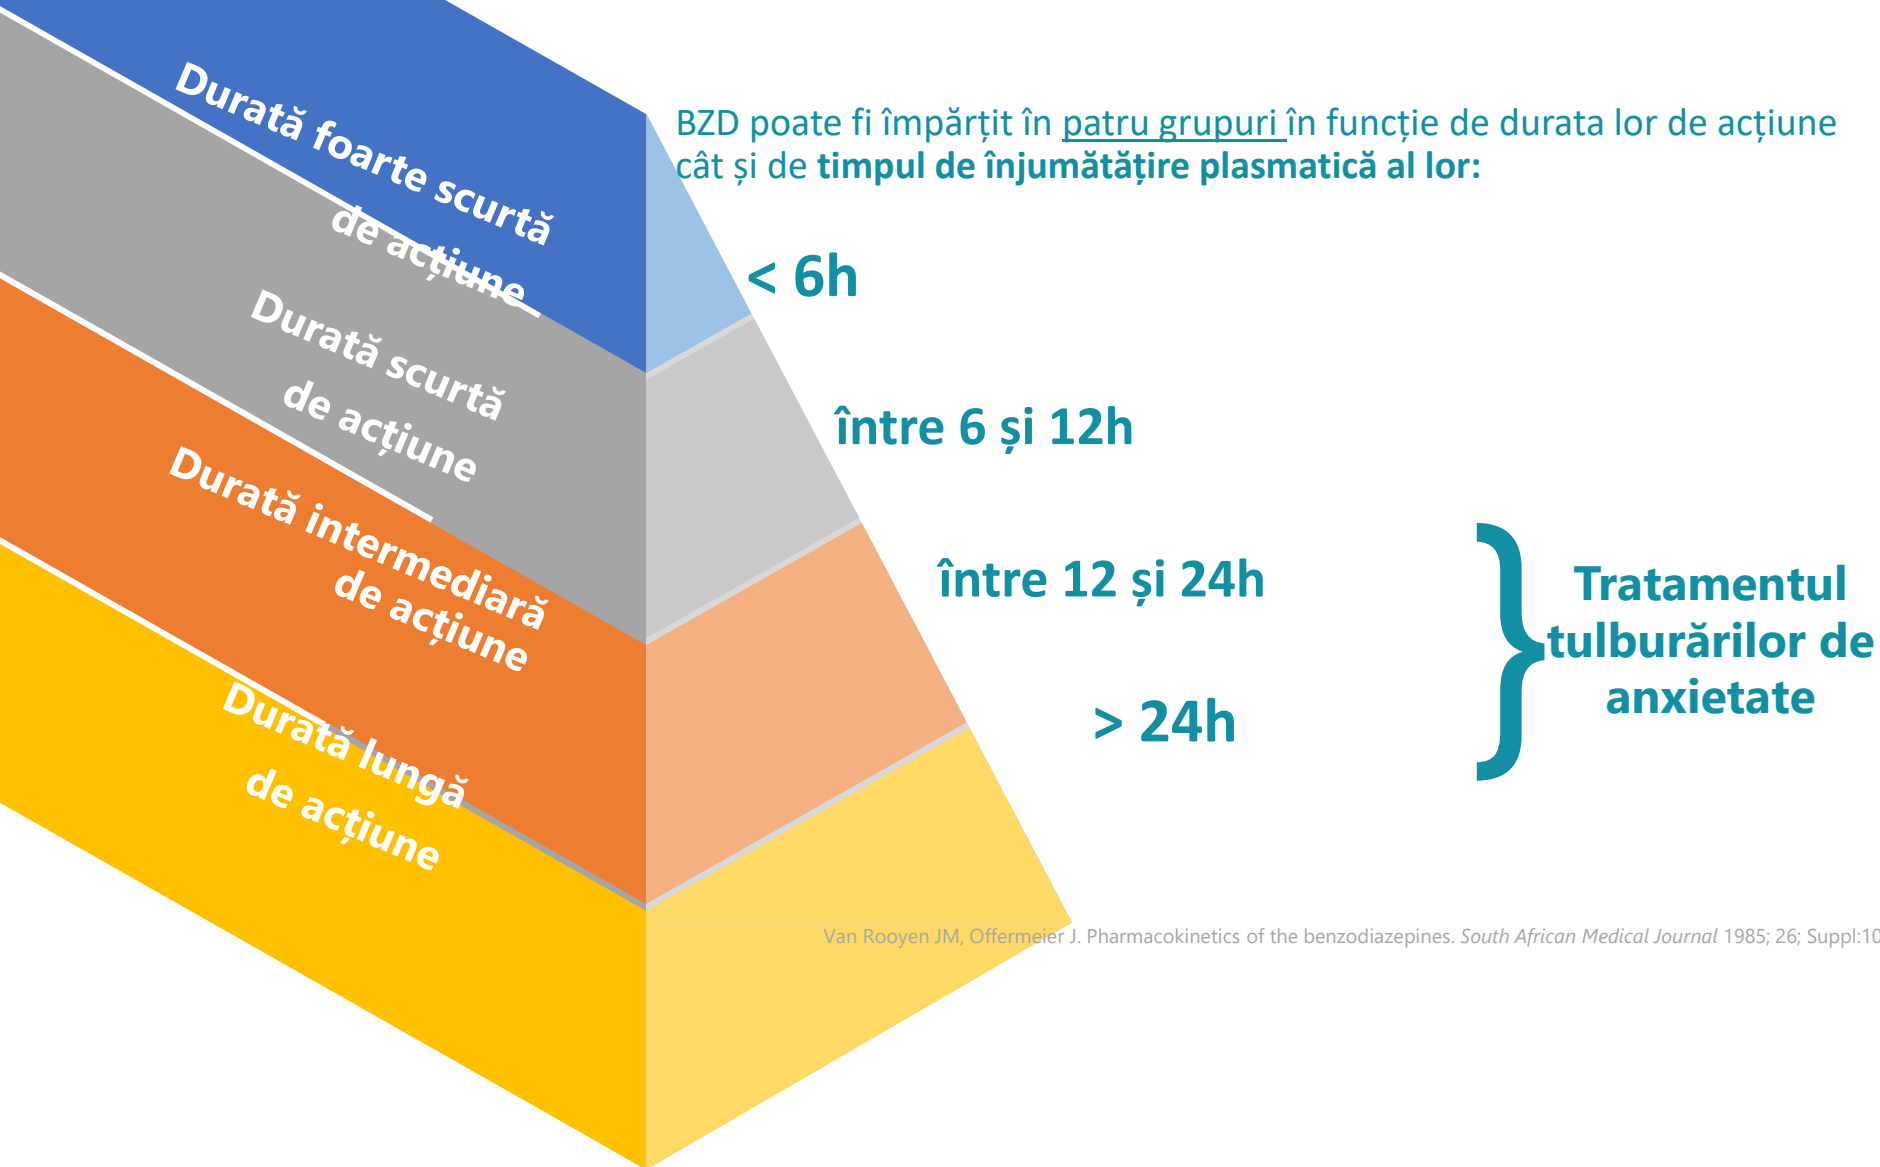 BZD poate fi împărțit în patru grupuri în funcție de durata lor de acțiune
cât și de timpul de înjumătățire plasmatică al lor:
Durată foarte scurtă
de acțiune
< 6h
Durată scurtă
de acțiune
între 6 și 12h
Durată intermediară
de acțiune
între 12 și 24h
Durată lungă
de acțiune
> 24h
}
Tratamentul
tulburărilor de
anxietate
Van Rooyen JM, Offermeier J. Pharmacokinetics of the benzodiazepines. South African Medical Journal 1985; 26; Suppl:10